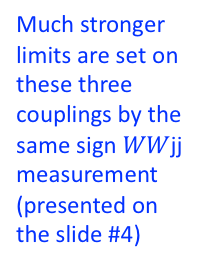 Much stronger
limits are set on
these three
couplings by the
same sign WWjj
measurement
(presented on
the slide #4)